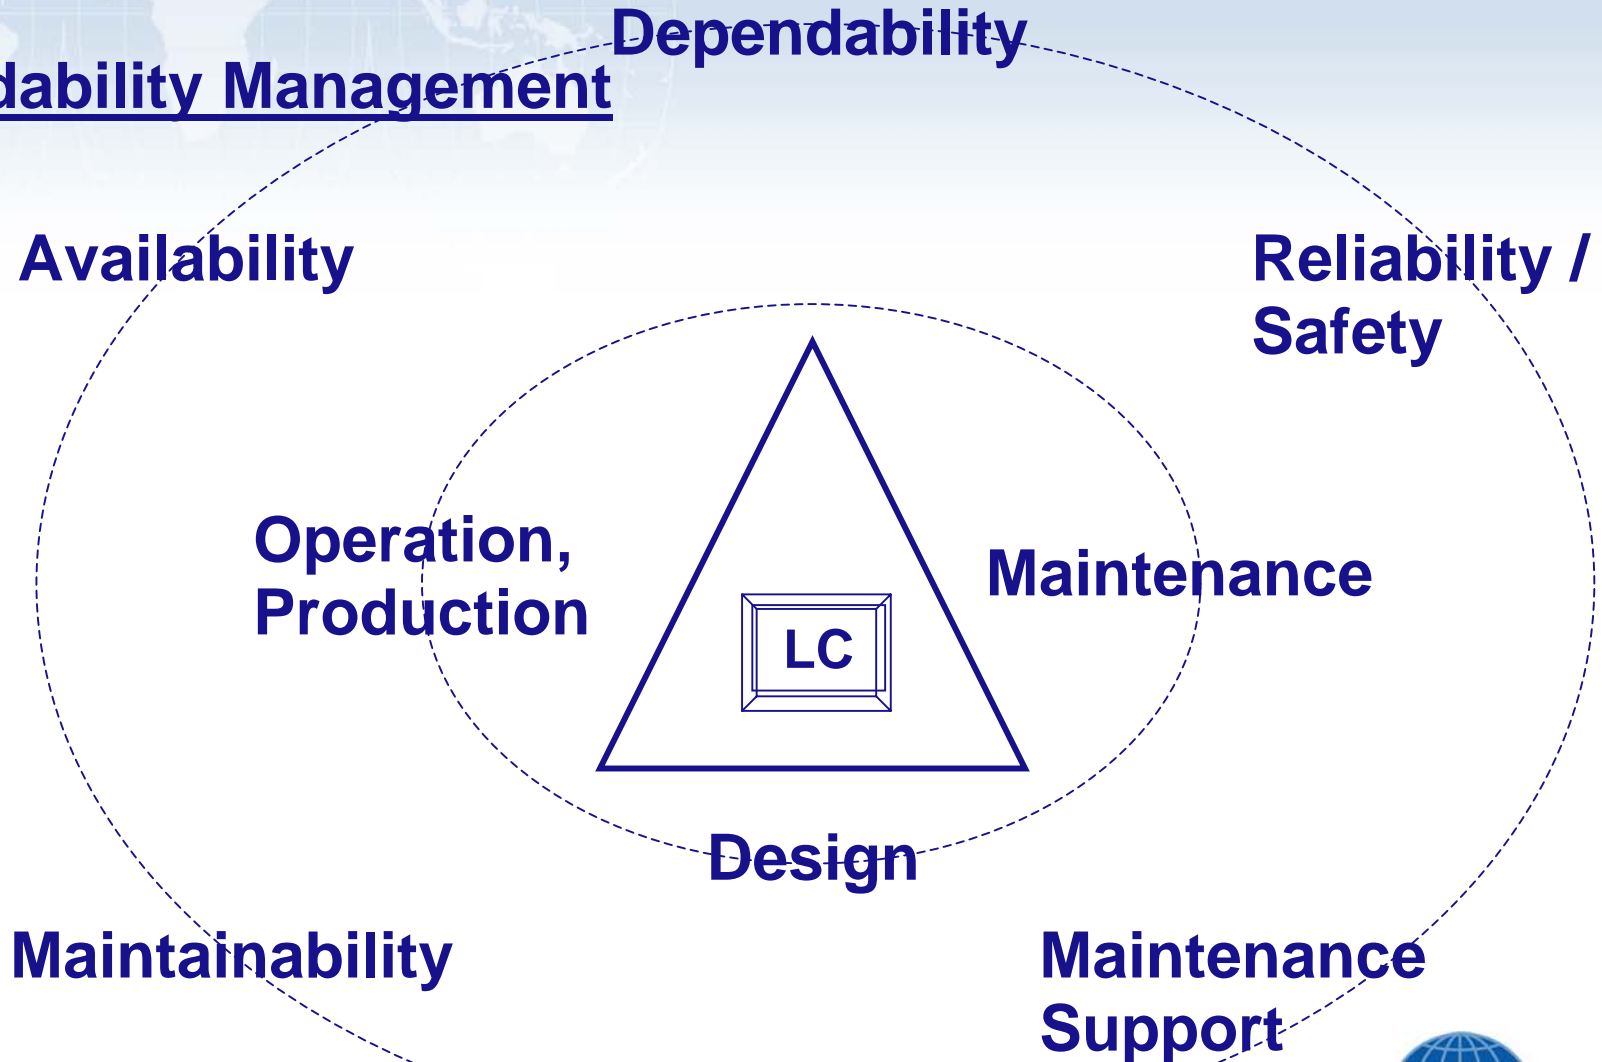 Dependability
dability Management
Availability
Reliability /
Safety
Operation,
Production
Maintenance
LC
Design
Maintainability
Maintenance
Support